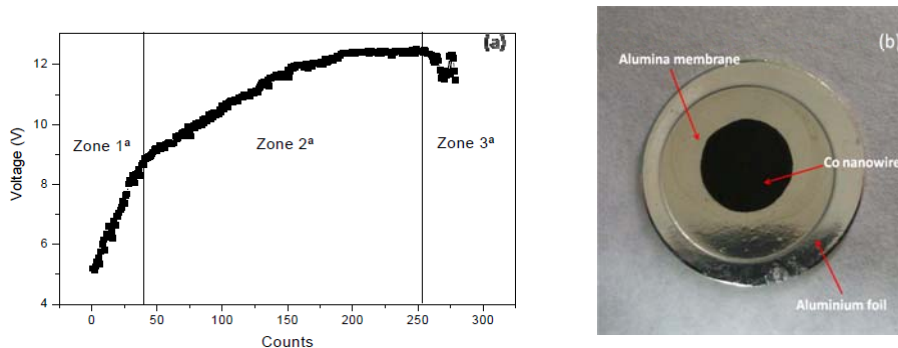 (a)
12
10
8
6
4
Voltage (V)
Zone 1ª
Zone 2ª
Zone 3ª
0 50 100 150 200 250 300
Counts
(b)
Alumina membrane
Co nanowire
Aluminium foil